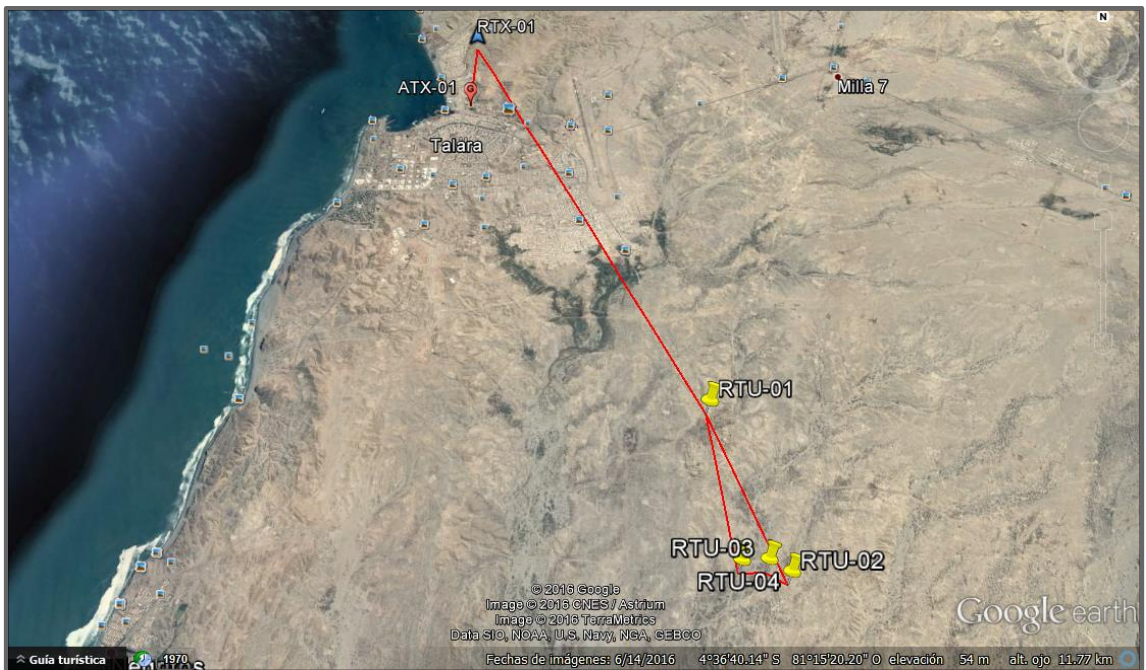 N
RTX-01
ATX-01
Milla 7
Talara
RTU-01
RTU-03
RTU-02
RTU-04
© 2016 Google
Image © 2016 CNES / Astrium
Image © 2016 TerraMetrics
Data SIO, NOAA, U.S. Navy, NGA, GEBCO
Google earth
Guía turística
1970
Fechas de imágenes: 6/14/2016 4°36'40.14" S 81°15'20.20" O elevación 54 m alt. ojo 11.77 km